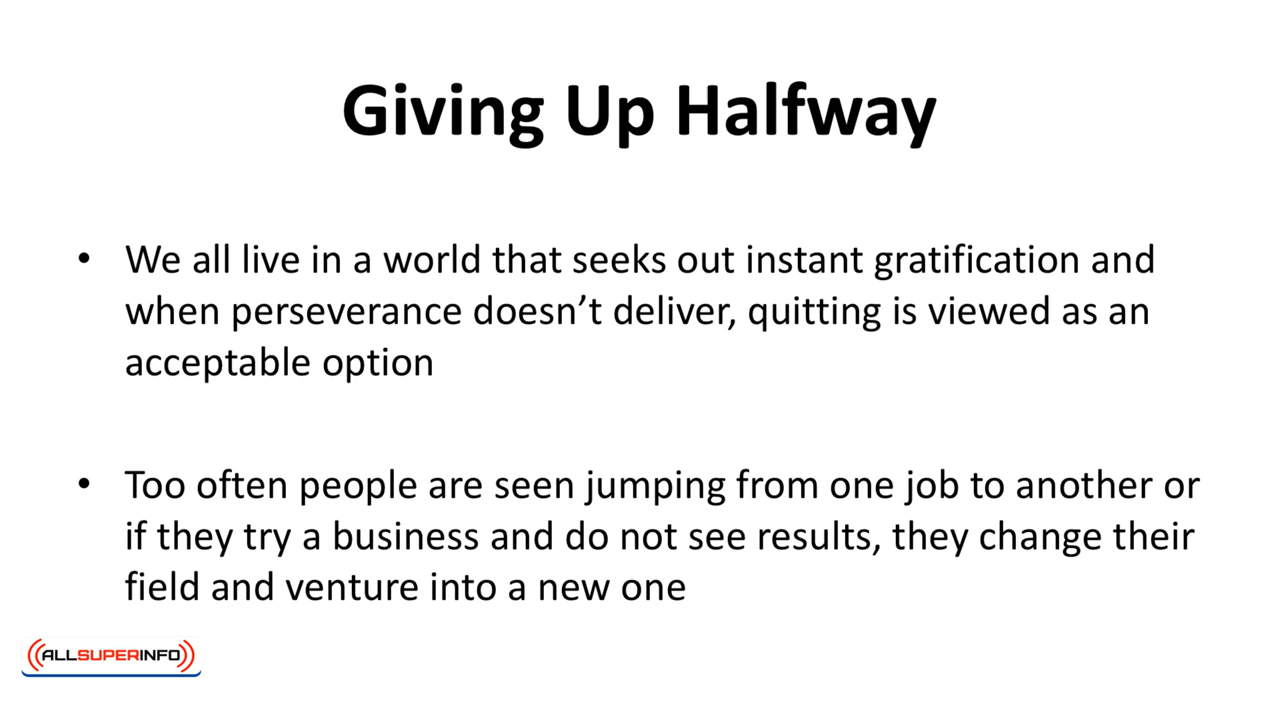 Giving Up Halfway
• We all live in a world that seeks out instant gratification and
when perseverance doesn’t deliver, quitting is viewed as an
acceptable option
• Too often people are seen jumping from one job to another or
if they try a business and do not see results, they change their
field and venture into a new one
ALLSUPERINFO